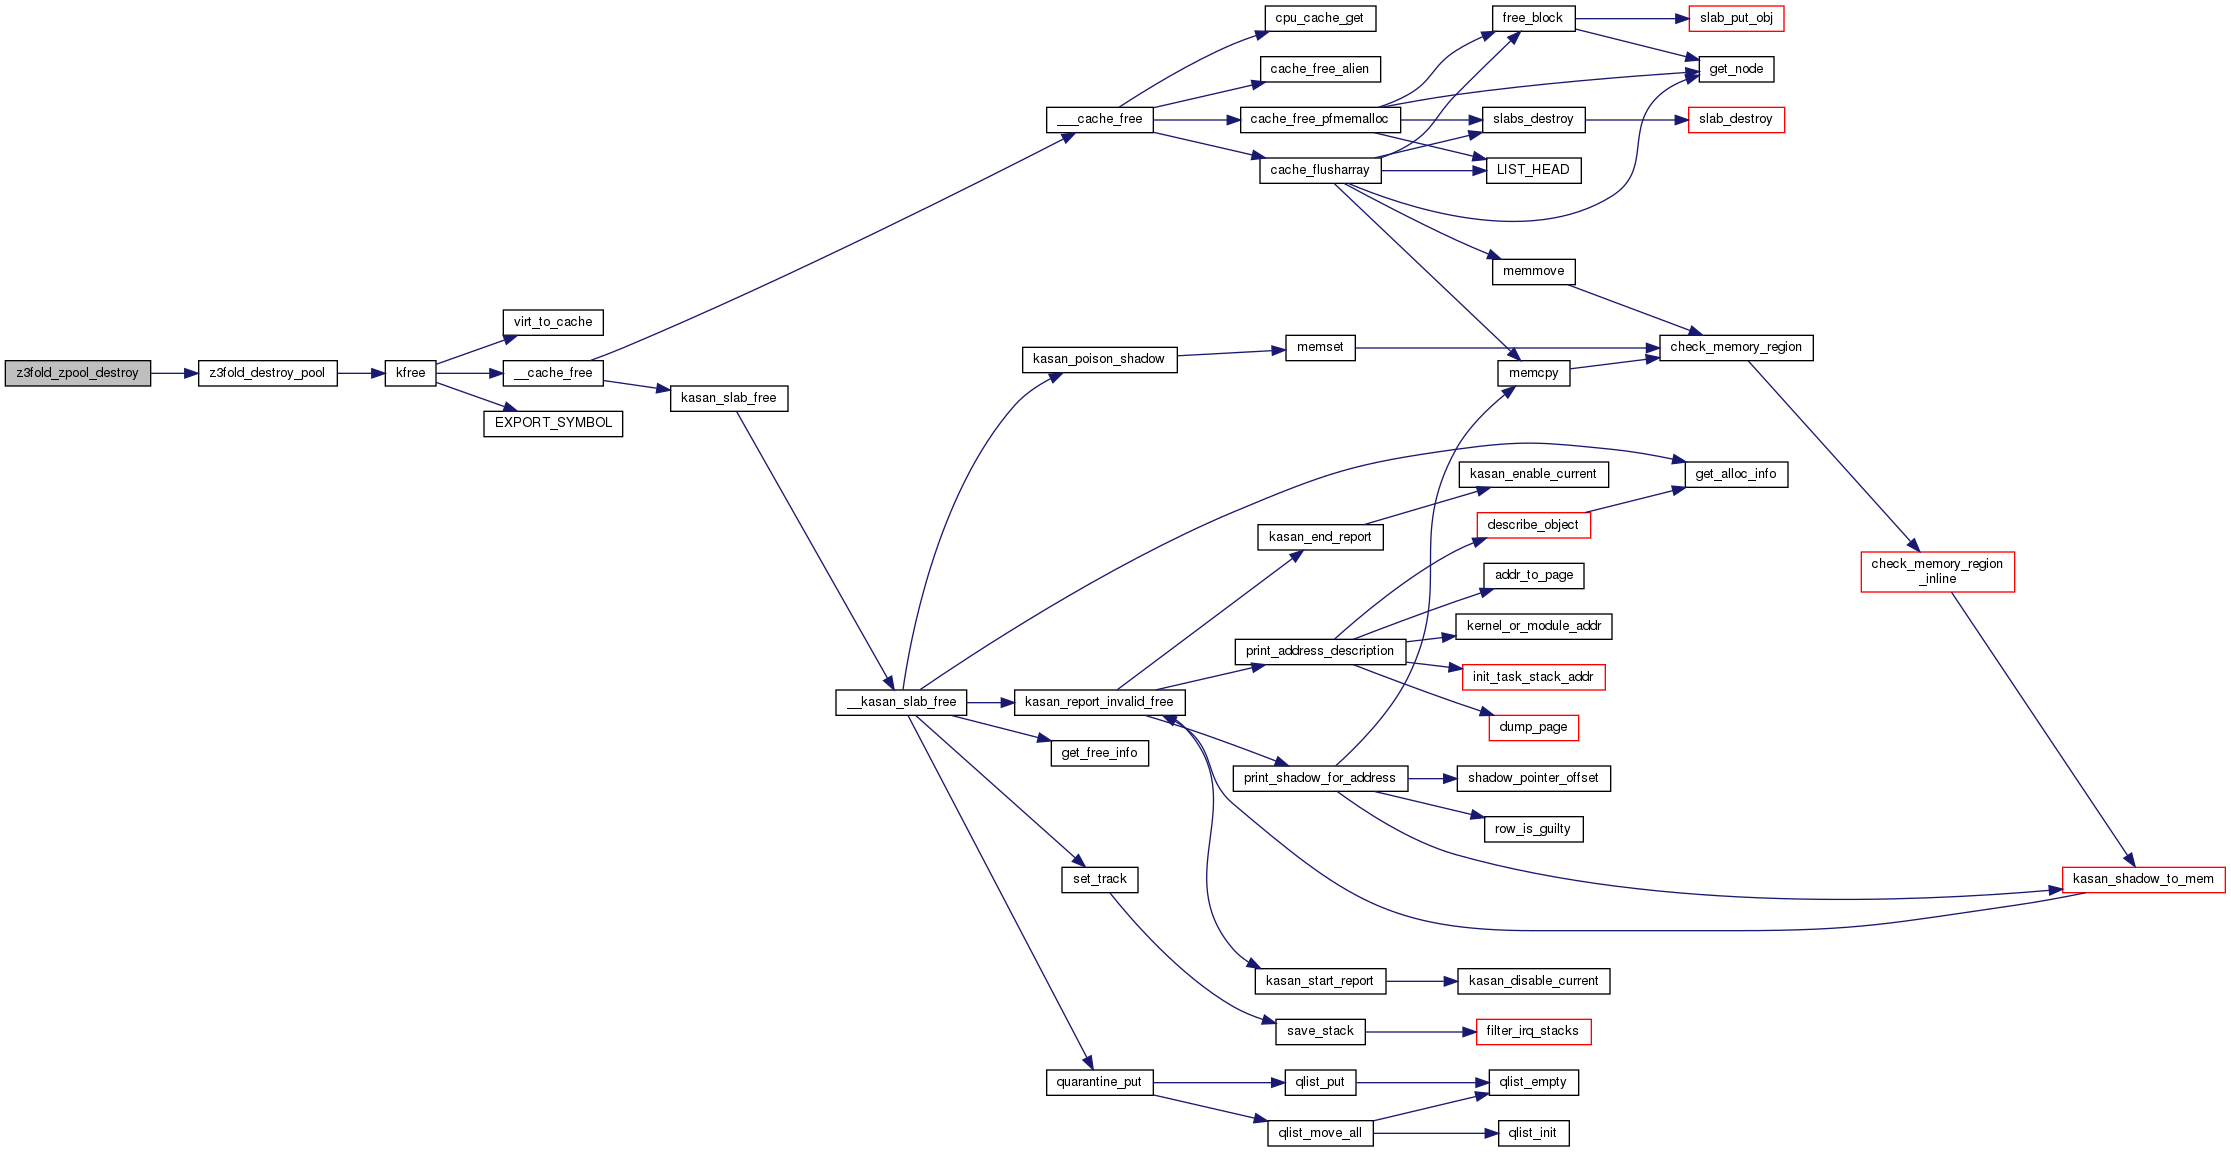 z3fold_zpool_destroy
z3fold_destroy_pool
kfree
virt_to_cache
__cache_free
EXPORT_SYMBOL
kasan_slab_free
___cache_free
cpu_cache_get
cache_free_alien
cache_free_pfmemalloc
cache_flusharray
free_block
slab_put_obj
get_node
slabs_destroy
slab_destroy
LIST_HEAD
memmove
memcpy
check_memory_region
check_memory_region
_inline
kasan_shadow_to_mem
__kasan_slab_free
kasan_poison_shadow
memset
get_alloc_info
kasan_report_invalid_free
get_free_info
set_track
quarantine_put
kasan_end_report
kasan_enable_current
print_address_description
describe_object
addr_to_page
kernel_or_module_addr
init_task_stack_addr
dump_page
print_shadow_for_address
shadow_pointer_offset
row_is_guilty
kasan_start_report
kasan_disable_current
save_stack
filter_irq_stacks
qlist_put
qlist_empty
qlist_move_all
qlist_init